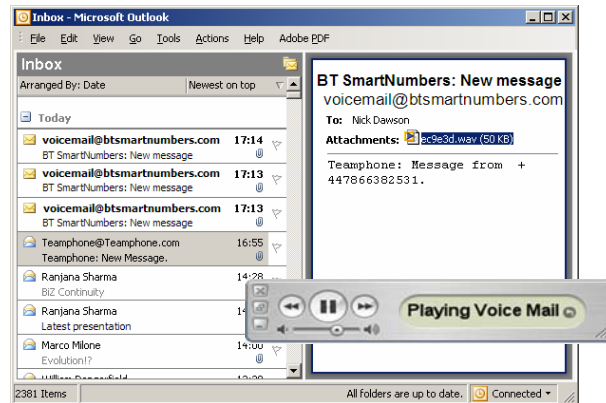 Inbox - Microsoft Outlook
File Edit View Go Tools Actions Help Adobe PDF
Inbox
Arranged By: Date Newest on top
Today
voicemail@btsmartnumbers.com 17:14
BT SmartNumbers: New message
voicemail@btsmartnumbers.com 17:13
BT SmartNumbers: New message
voicemail@btsmartnumbers.com 17:13
BT SmartNumbers: New message
Teamphone@Teamphone.com 16:55
Teamphone: New Message.
Ranjana Sharma 14:28
BiZ Continuity
Ranjana Sharma
Latest presentation
Marco Milone 14:00
Evolution!?
BT SmartNumbers: New message
voicemail@btsmartnumbers.com
To: Nick Dawson
Attachments: ec9e3d.wav (50 KB)
Teamphone: Message from +
447866382531.
Playing Voice Mail
2381 Items All folders are up to date. Connected